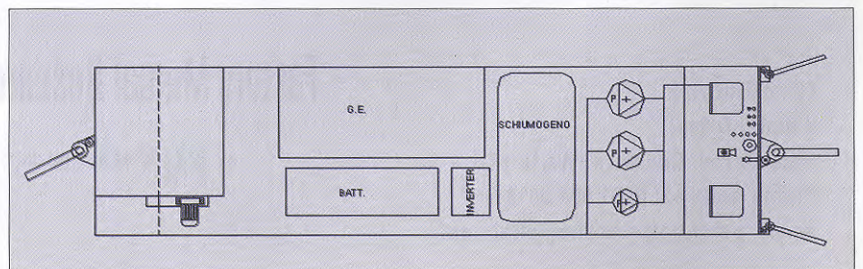 G.E.
SCHIUMOGENO
BATT.
INVERTER
P
P
P